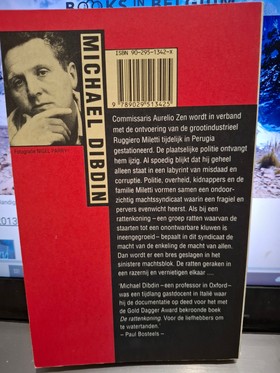 BOOKS IN BELGIUM
MICHAEL DIBDIN
ISBN 90-295-1342-X
9 789029 513425
Commissaris Aurelio Zen wordt in verband
met de ontvoering van de grootindustrieel
Ruggiero Miletti tijdelijk in Perugia
gestationeerd. De plaatselijke politie ontvangt
hem ijzig. Al spoedig blijkt dat hij geheel
alleen staat in een labyrint van misdaad en
corruptie. Politie, overheid, kidnappers en de
familie Miletti vormen samen een ondoor-
zichtig machtssyndicaat waarin een fragiel en
pervers evenwicht heerst. Als bij een
rattenkoning – een groep ratten waarvan de
staarten tot een onontwarbare kluwen is
ineengegroeid – bepaalt in dit syndicaat de
macht van de enkeling de macht van allen.
Dan wordt er een bres geslagen in het
sinistere machtsblok. De ratten geraken in
een razernij en vernietigen elkaar ....
'Michael Dibdin – een professor in Oxford –
was een tijdlang gastdocent in Italië waar
hij de documentatie op deed voor het met
de Gold Dagger Award bekroonde boek
De rattenkoning. Voor de liefhebbers om
te watertanden.'
– Paul Bosteels –